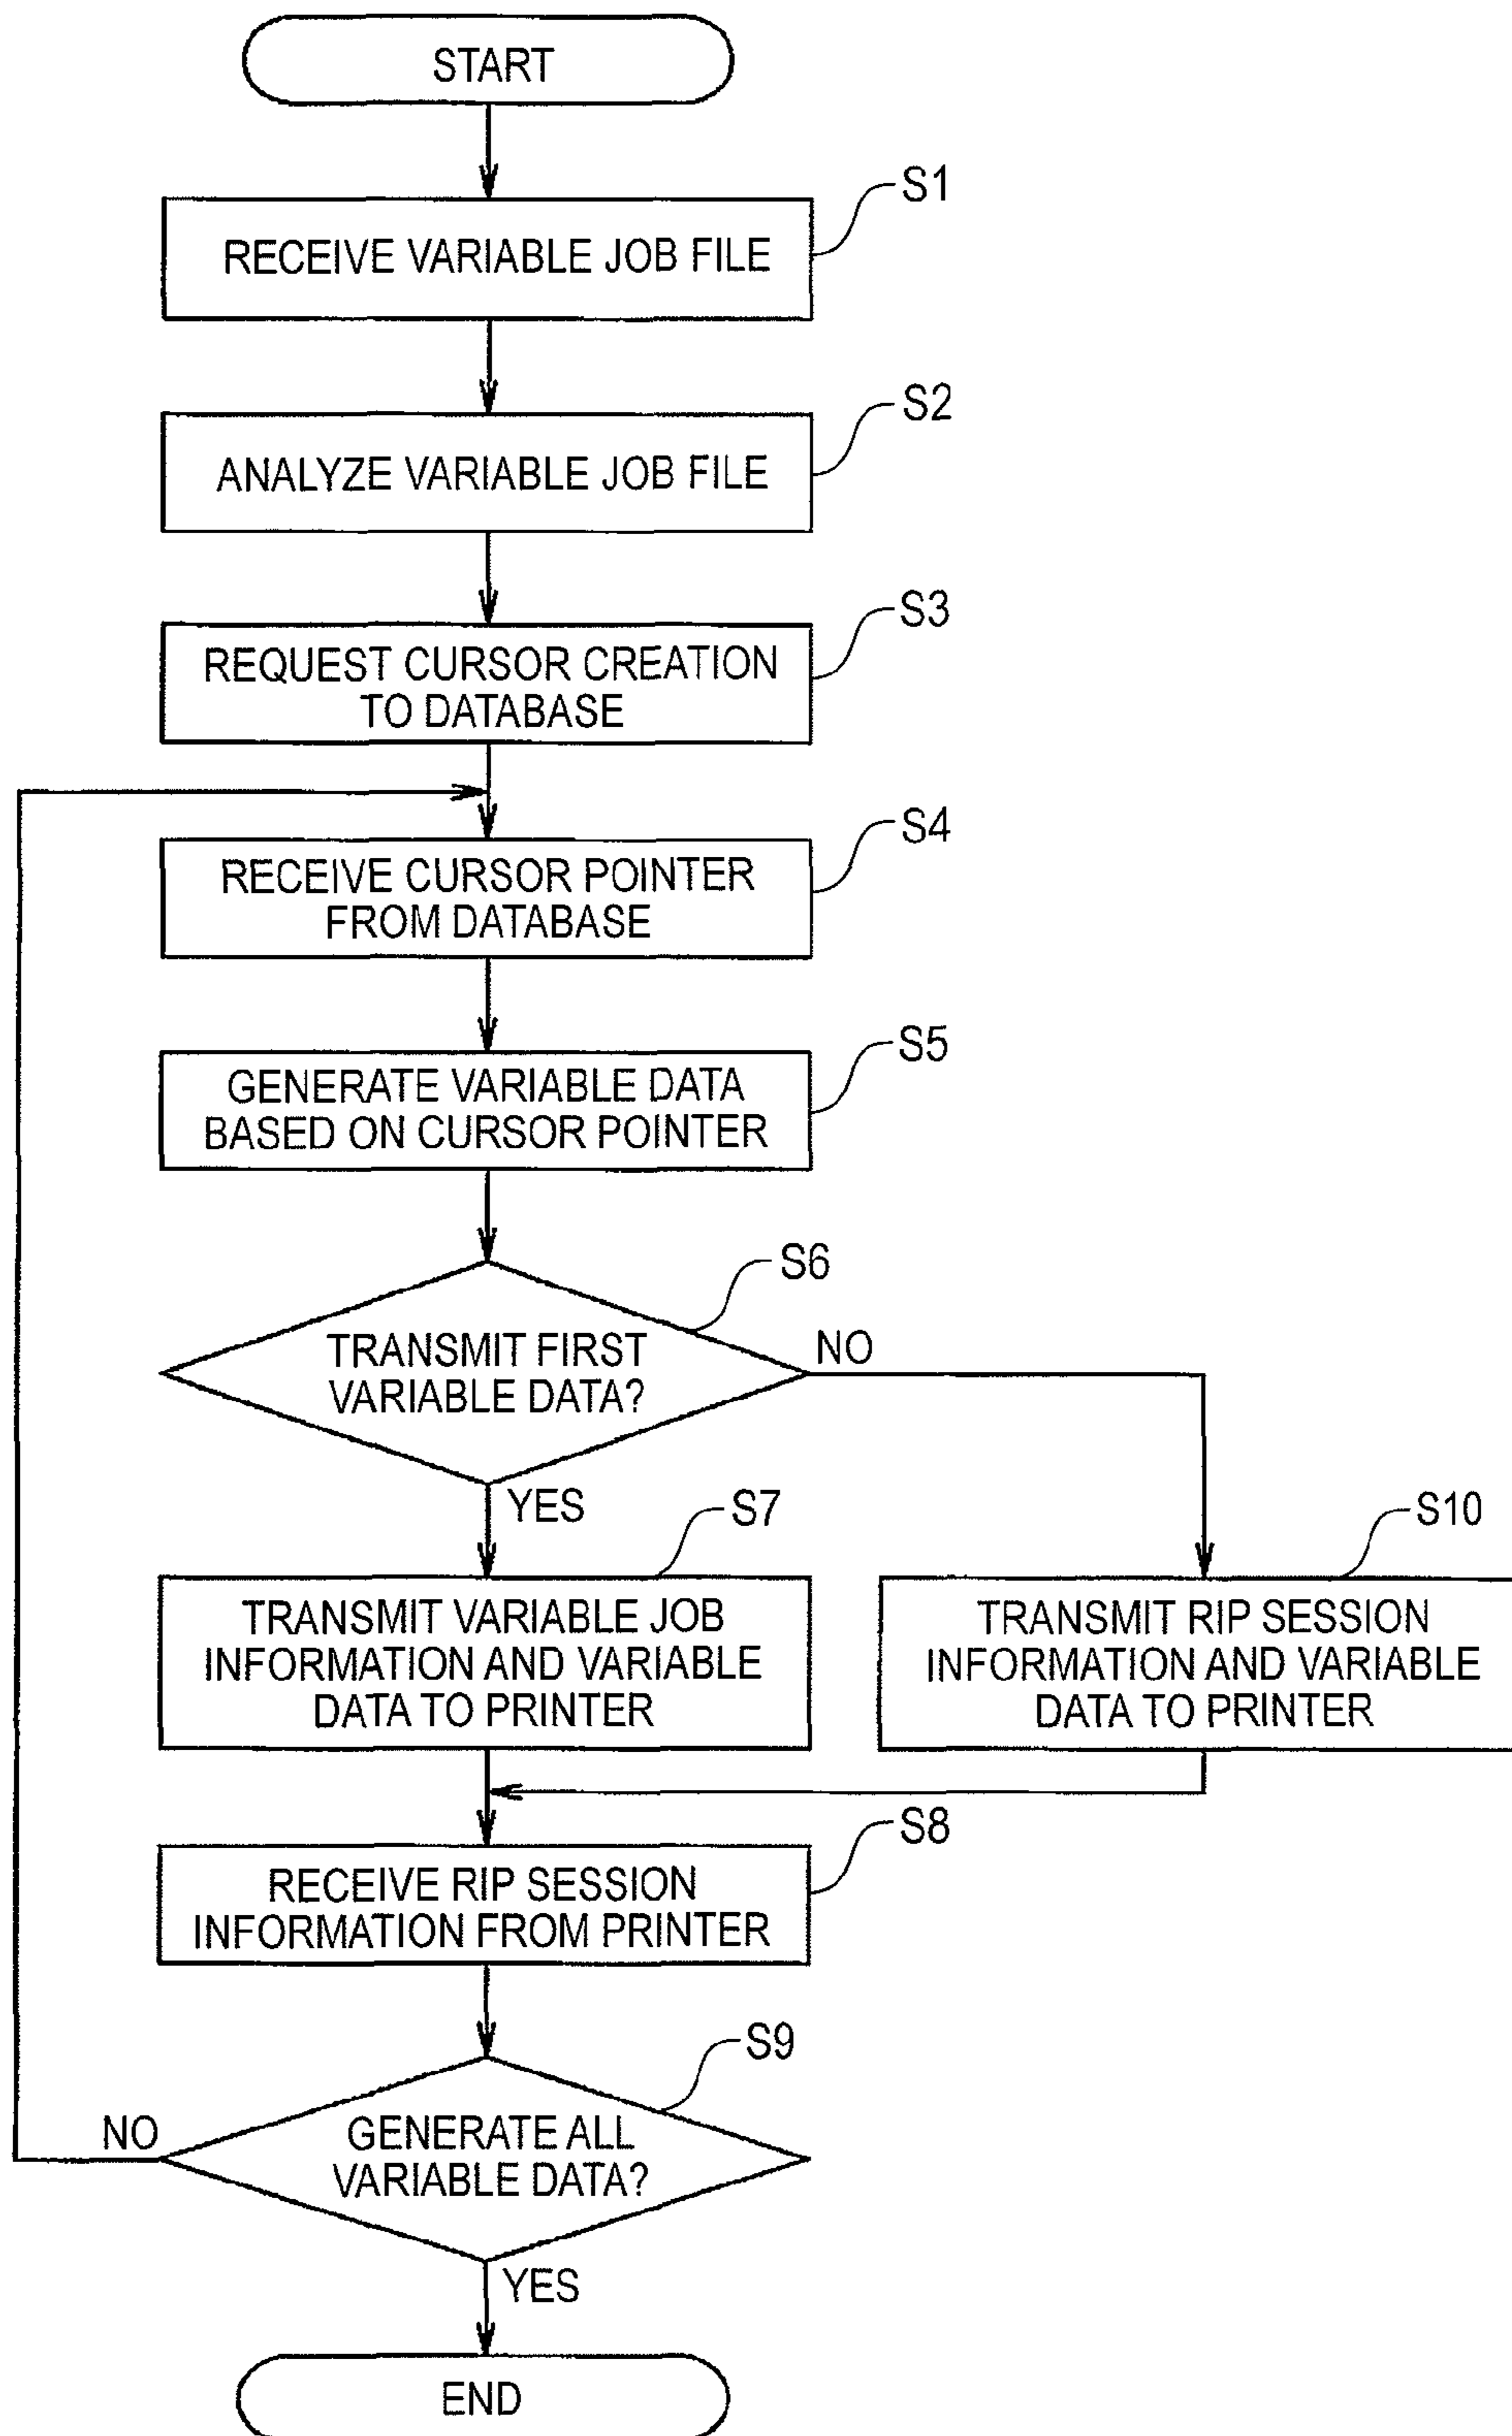 START
S1
RECEIVE VARIABLE JOB FILE
S2
ANALYZE VARIABLE JOB FILE
S3
REQUEST CURSOR CREATION
TO DATABASE
S4
RECEIVE CURSOR POINTER
FROM DATABASE
S5
GENERATE VARIABLE DATA
BASED ON CURSOR POINTER
S6
TRANSMIT FIRST
VARIABLE DATA?
NO
YES
S7
TRANSMIT VARIABLE JOB
INFORMATION AND VARIABLE
DATA TO PRINTER
S10
TRANSMIT RIP SESSION
INFORMATION AND VARIABLE
DATA TO PRINTER
S8
RECEIVE RIP SESSION
INFORMATION FROM PRINTER
S9
GENERATE ALL
VARIABLE DATA?
NO
YES
END